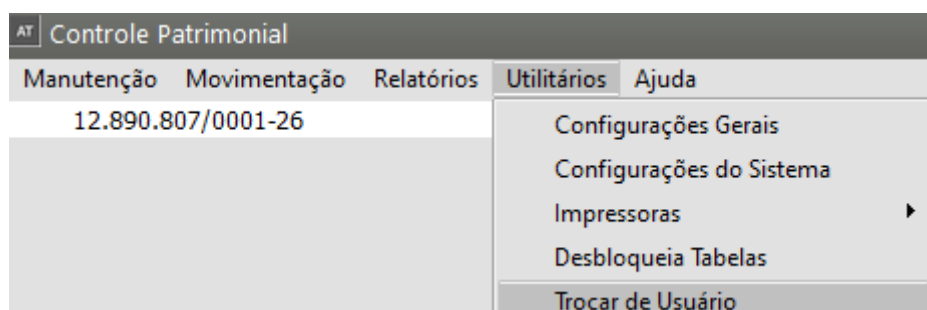 AT Controle Patrimonial
Manutenção Movimentação Relatórios Utilitários Ajuda
12.890.807/0001-26
Configurações Gerais
Configurações do Sistema
Impressoras
Desbloqueia Tabelas
Trocar de Usuário